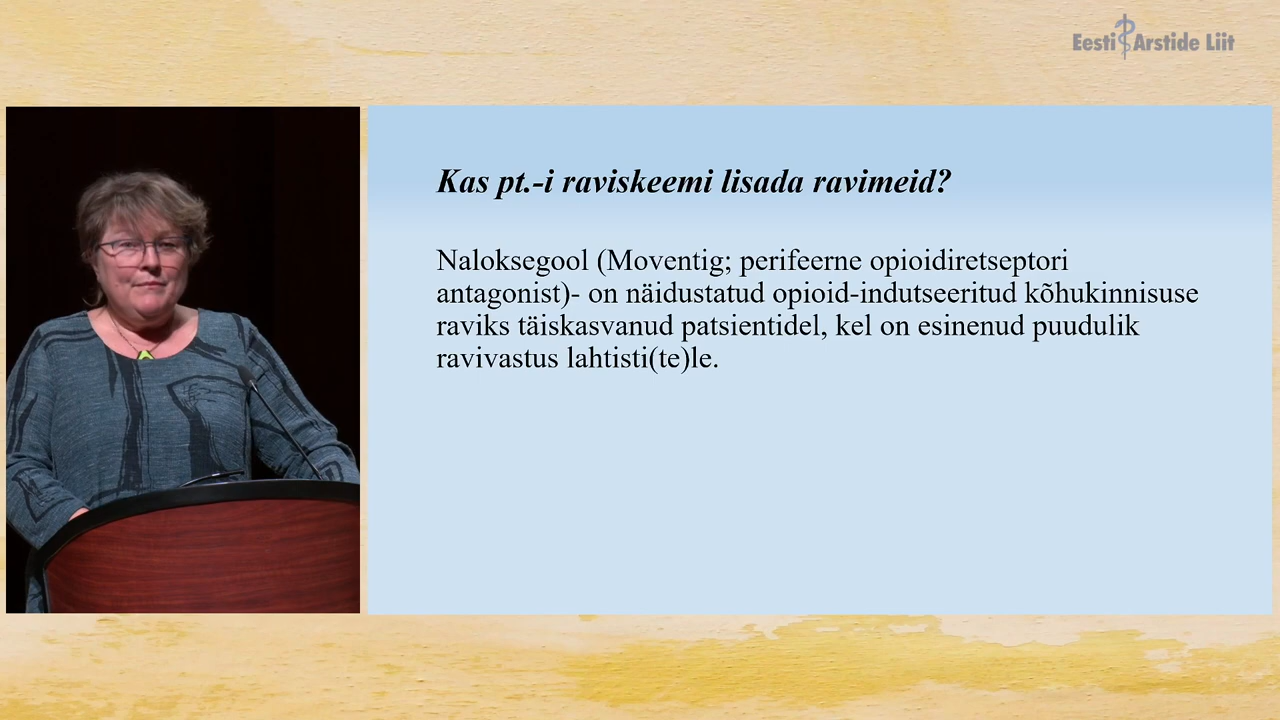 Eesti Arstide Liit
Kas pt.-i raviskeemi lisada ravimeid?
Naloksegool (Moventig; perifeerne opioidiretseptori
antagonist)- on näidustatud opioid-indutseeritud kõhukinnisuse
raviks täiskasvanud patsientidel, kel on esinenud puudulik
ravivastus lahtisti(te)le.